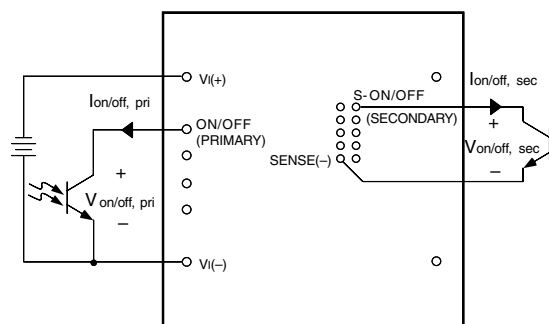 VI(+)
Ion/off, pri
ON/OFF
(PRIMARY)
+
Von/off, pri
–
VI(–)
S-ON/OFF
(SECONDARY)
SENSE(–)
Ion/off, sec
+
Von/off, sec
–